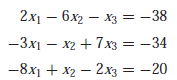 2x₁ − 6x₂ − x₃ = −38
−3x₁ − x₂ + 7x₃ = −34
−8x₁ + x₂ − 2x₃ = −20